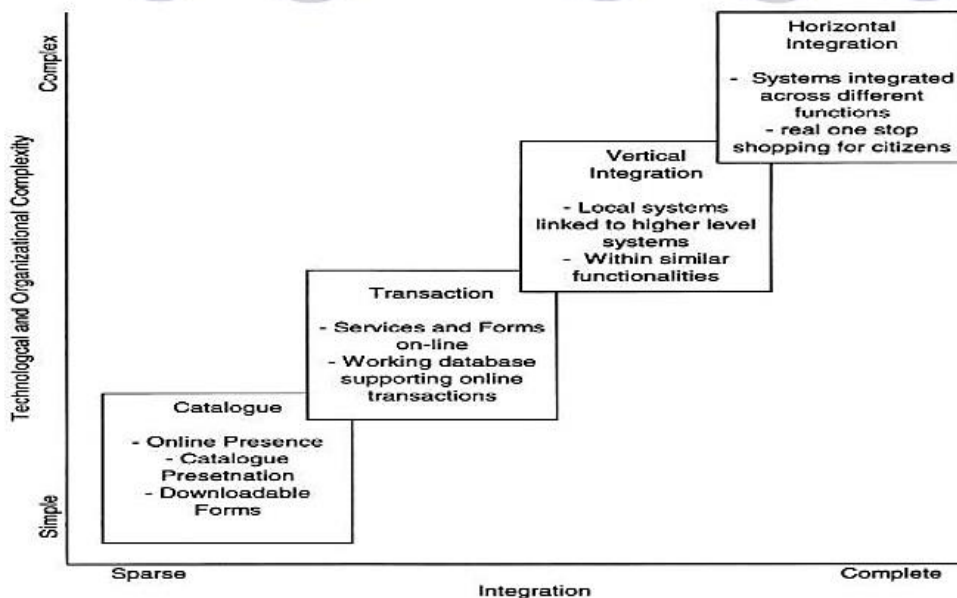 Technologcal and Organizational Complexity
Complex
Simple
Horizontal
Integration
- Systems integrated
across different
functions
- real one stop
shopping for citizens
Vertical
Integration
- Local systems
linked to higher level
systems
- Within similar
functionalities
Transaction
- Services and Forms
on-line
- Working database
supporting online
transactions
Catalogue
- Online Presence
- Catalogue
Presetnation
- Downloadable
Forms
Sparse
Complete
Integration